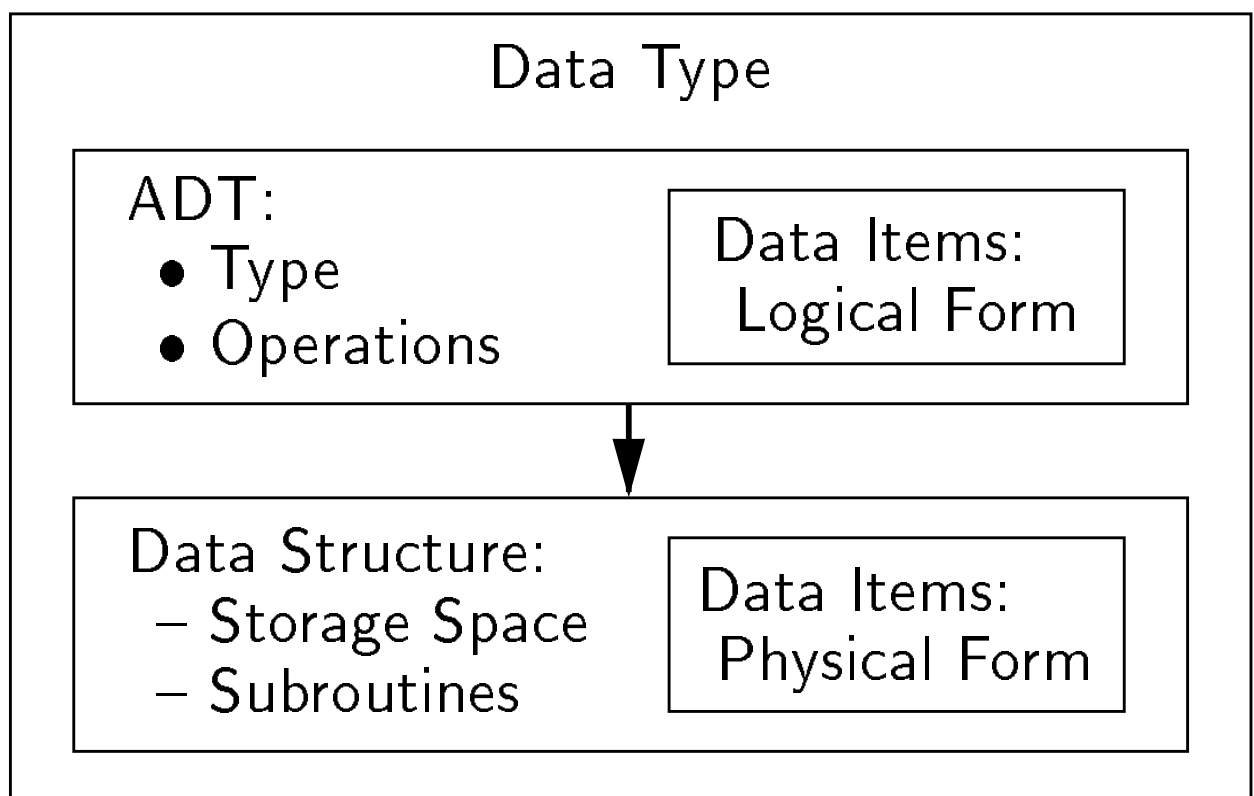 Data Type
ADT:
● Type
● Operations
Data Items:
Logical Form
Data Structure:
– Storage Space
– Subroutines
Data Items:
Physical Form